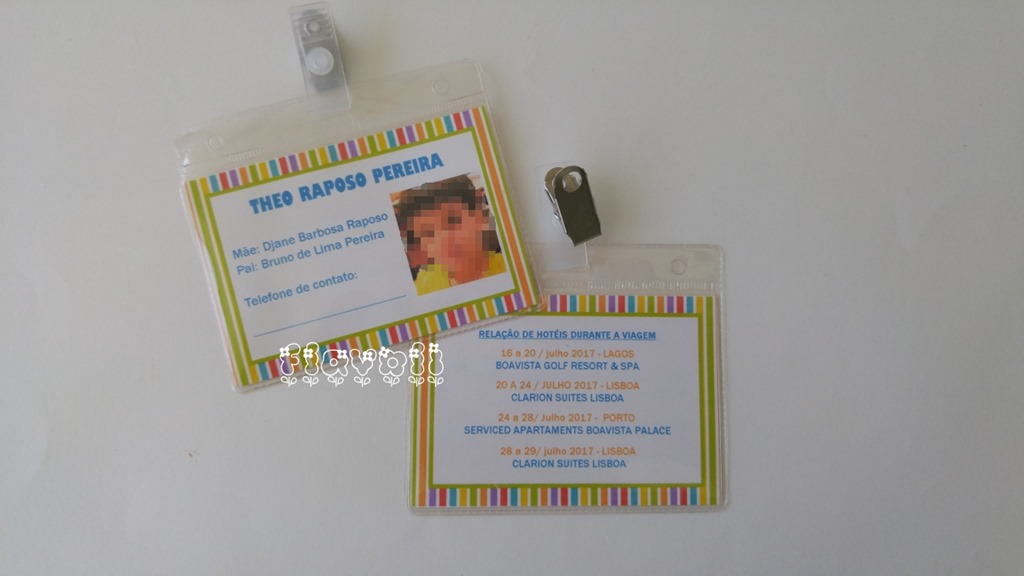 THEO RAPOSO PEREIRA
Mãe: Djane Barbosa Raposo
Pai: Bruno de Lima Pereira
Telefone de contato:
flavoli
RELAÇÃO DE HOTÉIS DURANTE A VIAGEM
16 a 20/ julho 2017 - LAGOS
BOAVISTA GOLF RESORT & SPA
20 A 24 / JULHO 2017 - LISBOA
CLARION SUITES LISBOA
24 a 28/ Julho 2017 - PORTO
SERVICED APARTAMENTS BOAVISTA PALACE
28 a 29/ julho 2017 - LISBOA
CLARION SUITES LISBOA